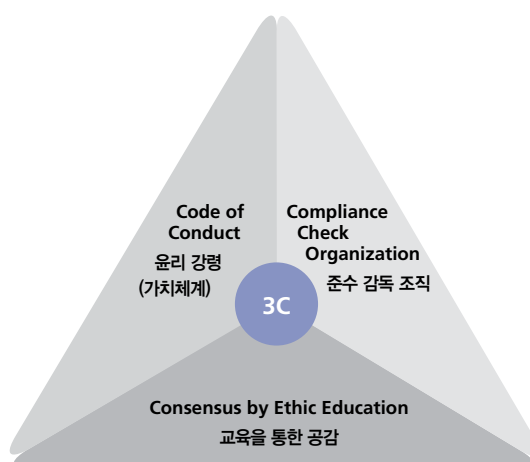 Code of
Conduct
윤리 강령
(가치체계)
Compliance
Check
Organization
준수 감독 조직
3C
Consensus by Ethic Education
교육을 통한 공감